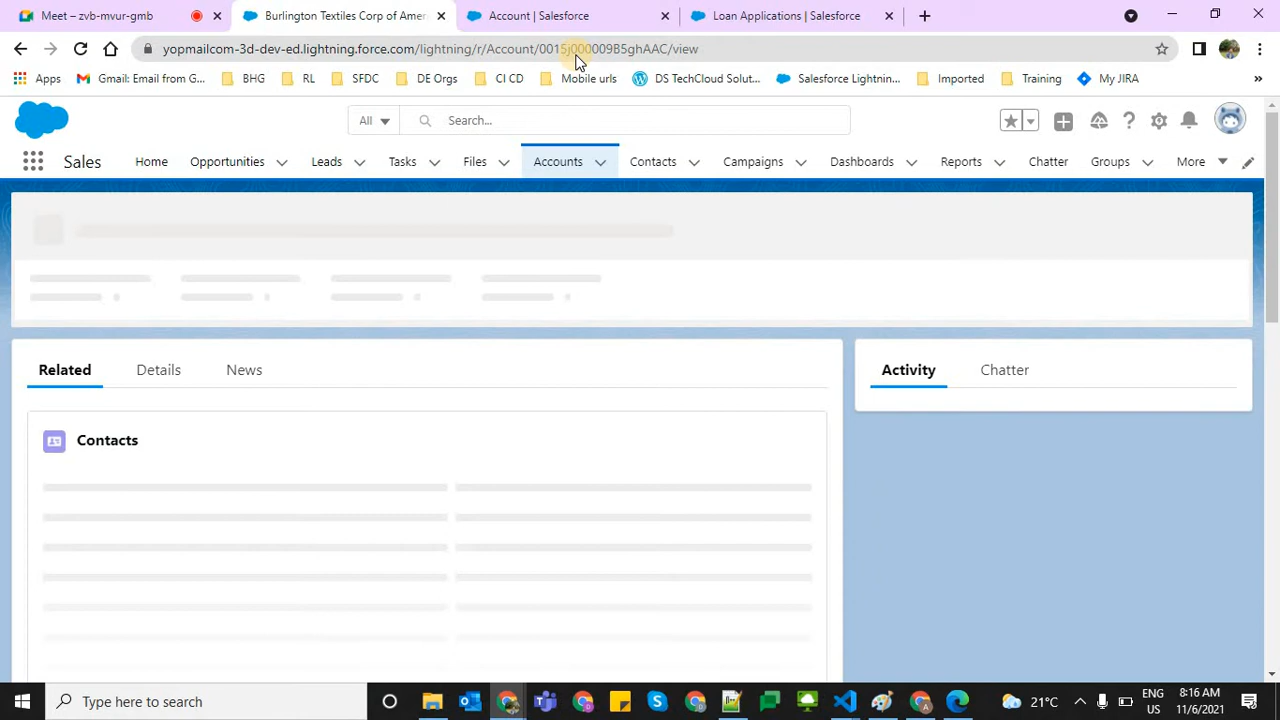 Meet – zvb-mvur-gmb
Burlington Textiles Corp of Amer
Account | Salesforce
Loan Applications | Salesforce
yopmailcom-3d-dev-ed.lightning.force.com/lightning/r/Account/0015j000009B5ghAAC/view
Apps
Gmail: Email from G...
BHG
RL
SFDC
DE Orgs
CI CD
Mobile urls
DS TechCloud Solut...
Salesforce Lightnin...
Imported
Training
My JIRA
»
All
Search...
Sales
Home
Opportunities
Leads
Tasks
Files
Accounts
Contacts
Campaigns
Dashboards
Reports
Chatter
Groups
More
Related
Details
News
Activity
Chatter
Contacts
Type here to search
21°C
ENG
US
8:16 AM
11/6/2021